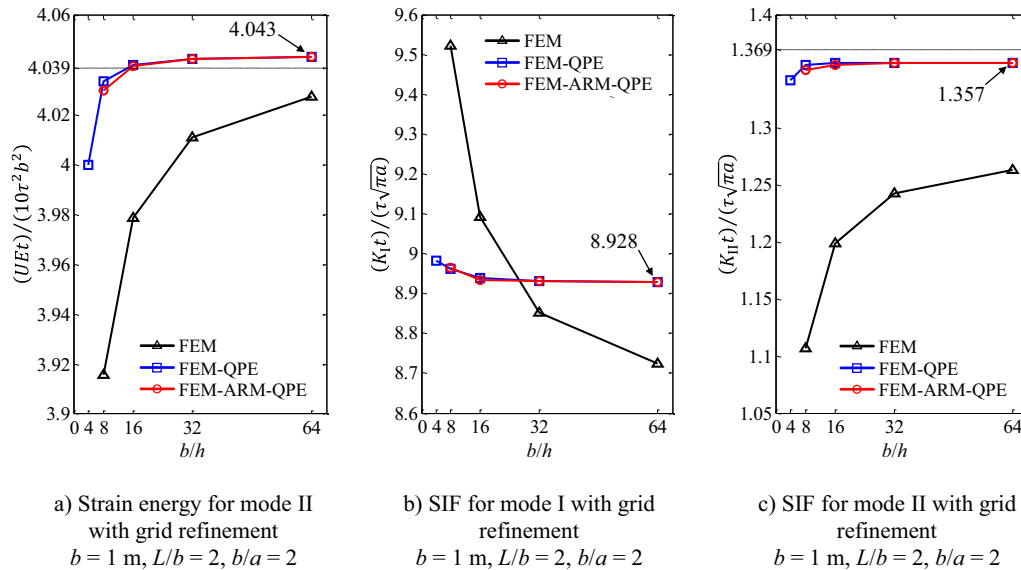 4.06
4.039
4.02
4
3.98
3.96
3.94
3.92
3.9
(UEt)/(10τ²b²)
4.043
FEM
FEM-QPE
FEM-ARM-QPE
0 4 8 16 32 64
b/h
a) Strain energy for mode II
with grid refinement
b = 1 m, L/b = 2, b/a = 2
9.6
9.5
9.4
9.3
9.2
9.1
9
8.9
8.8
8.7
8.6
(K_I t)/(τ√πa)
FEM
FEM-QPE
FEM-ARM-QPE
8.928
0 4 8 16 32 64
b/h
b) SIF for mode I with grid
refinement
b = 1 m, L/b = 2, b/a = 2
1.4
1.369
1.3
1.25
1.2
1.15
1.1
1.05
(K_II t)/(τ√πa)
1.357
FEM
FEM-QPE
FEM-ARM-QPE
0 4 8 16 32 64
b/h
c) SIF for mode II with grid
refinement
b = 1 m, L/b = 2, b/a = 2